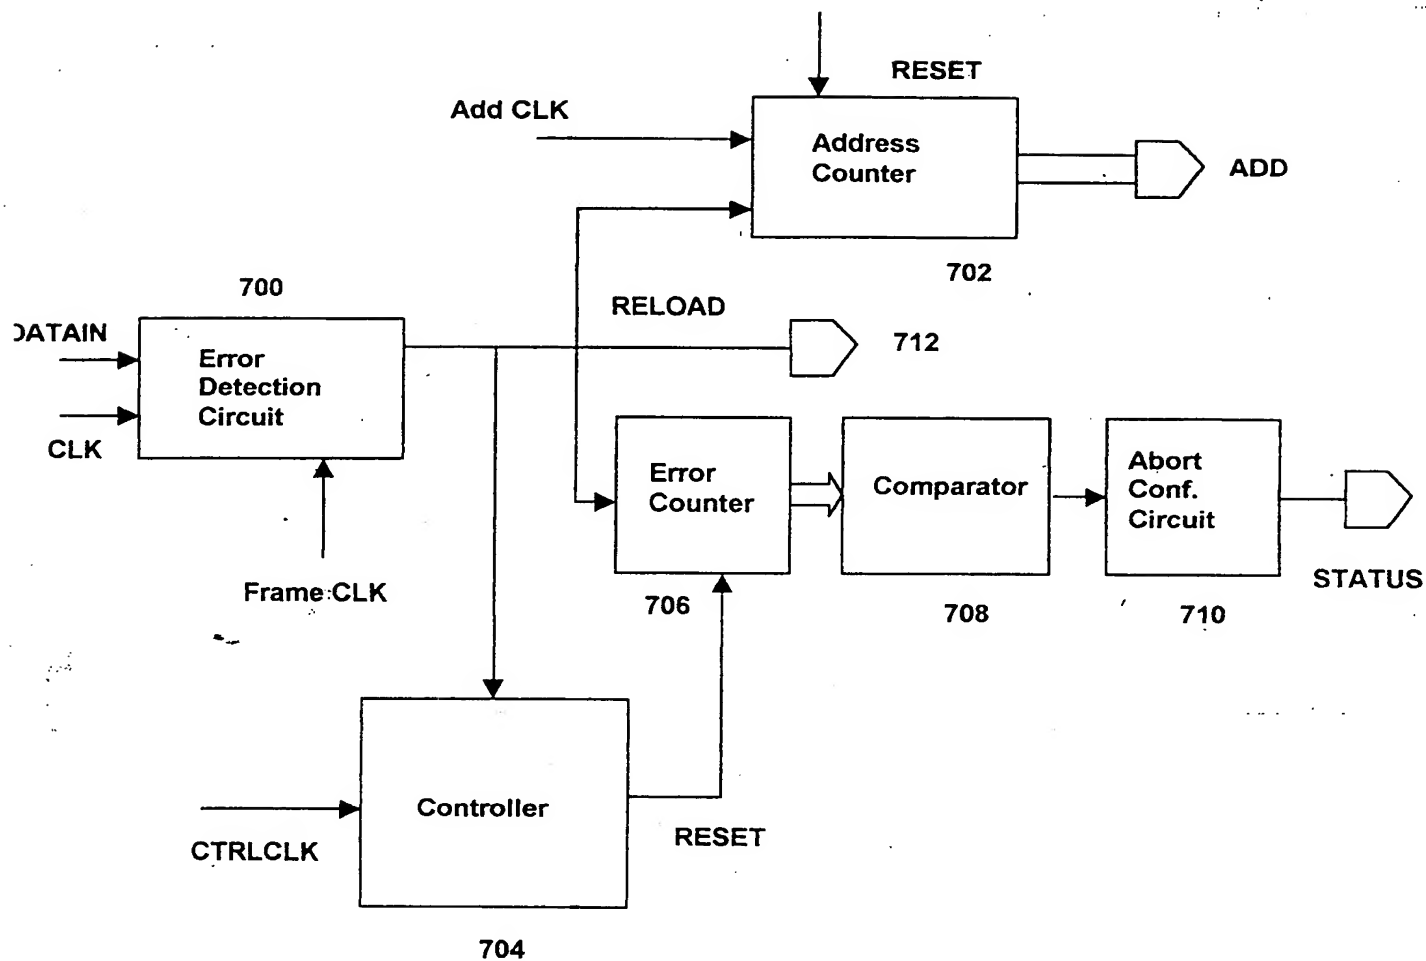 RESET
Add CLK
Address
Counter
ADD
702
700
RELOAD
712
DATAIN
Error
Detection
Circuit
CLK
Frame CLK
Error
Counter
706
Comparator
708
Abort
Conf.
Circuit
710
STATUS
Controller
CTRLCLK
RESET
704